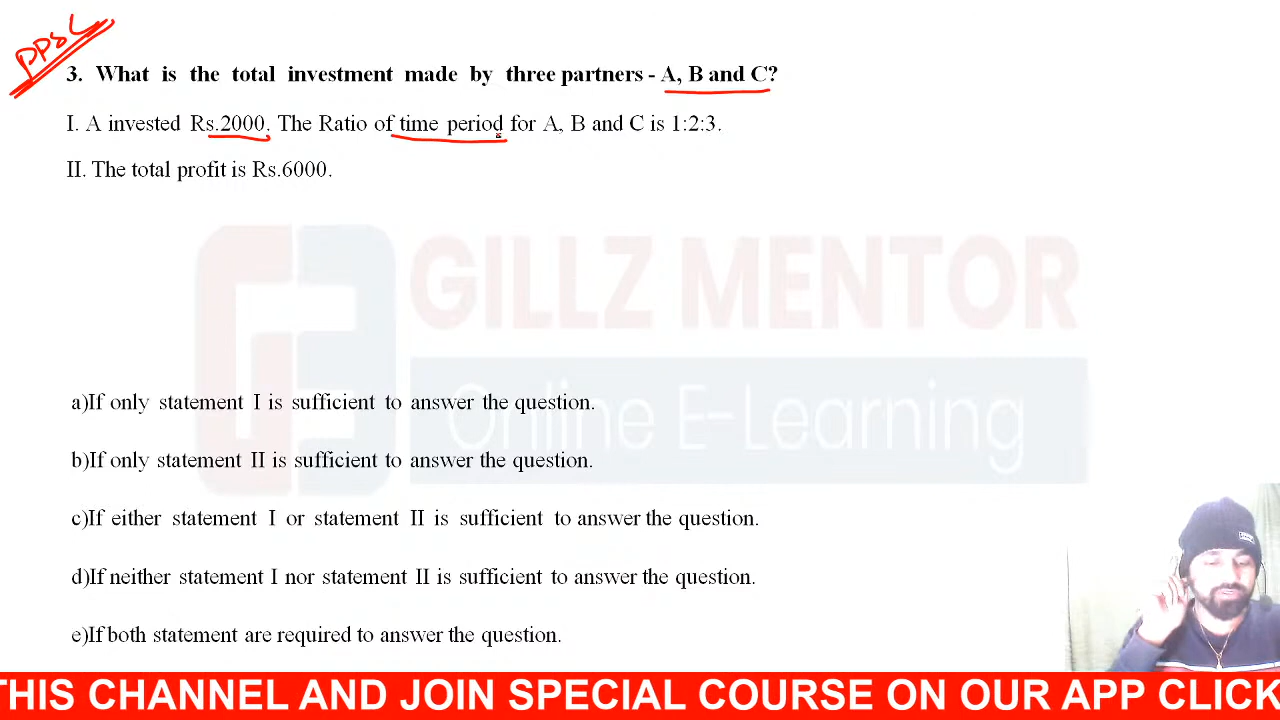 PPSC
3. What is the total investment made by three partners - A, B and C?
I. A invested Rs.2000. The Ratio of time period for A, B and C is 1:2:3.
II. The total profit is Rs.6000.
GILLZ MENTOR
Online E-Learning
a)If only statement I is sufficient to answer the question.
b)If only statement II is sufficient to answer the question.
c)If either statement I or statement II is sufficient to answer the question.
d)If neither statement I nor statement II is sufficient to answer the question.
e)If both statement are required to answer the question.
THIS CHANNEL AND JOIN SPECIAL COURSE ON OUR APP CLICK